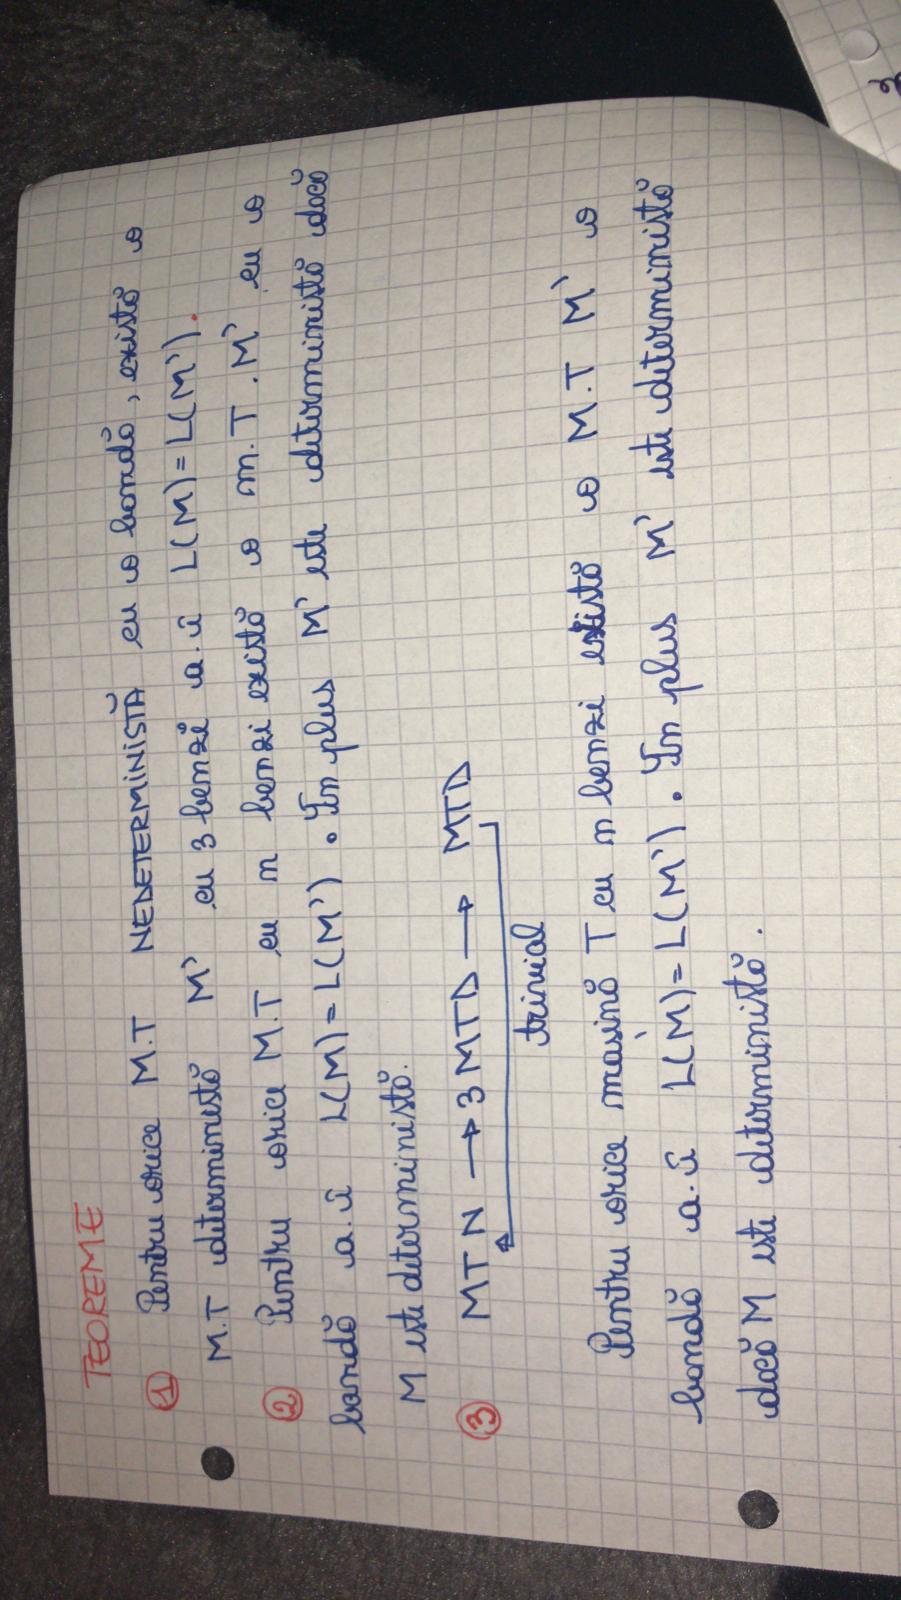 TEOREME
① Pentru orice M.T NEDETERMINISTĂ cu o bandă, există o
M.T deterministă M' cu 3 benzi a.î L(M)=L(M').
② Pentru orice M.T cu n benzi există o m.T.M' cu o
bandă a.î L(M)=L(M'). În plus M' este deterministă dacă
M este deterministă.
③ MTN → 3MTD → MTD
trivial
Pentru orice mașină T cu n benzi există o M.T M' o
bandă a.î L(M)=L(M'). În plus M' este deterministă
dacă M este deterministă.